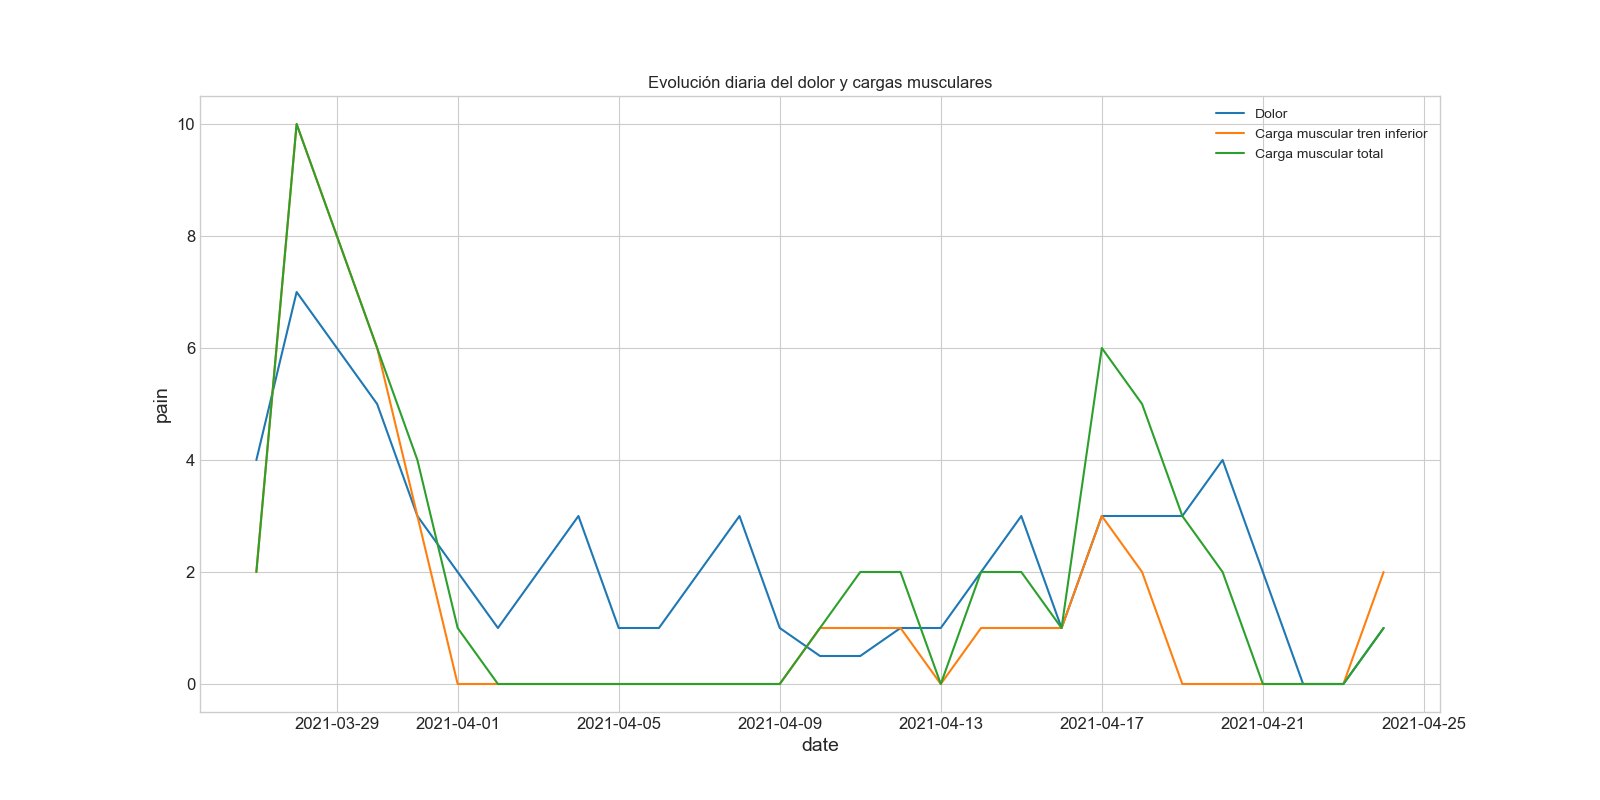 Evolución diaria del dolor y cargas musculares
Dolor
Carga muscular tren inferior
Carga muscular total
10
8
6
4
2
0
pain
2021-03-29 2021-04-01 2021-04-05 2021-04-09 2021-04-13 2021-04-17 2021-04-21 2021-04-25
date